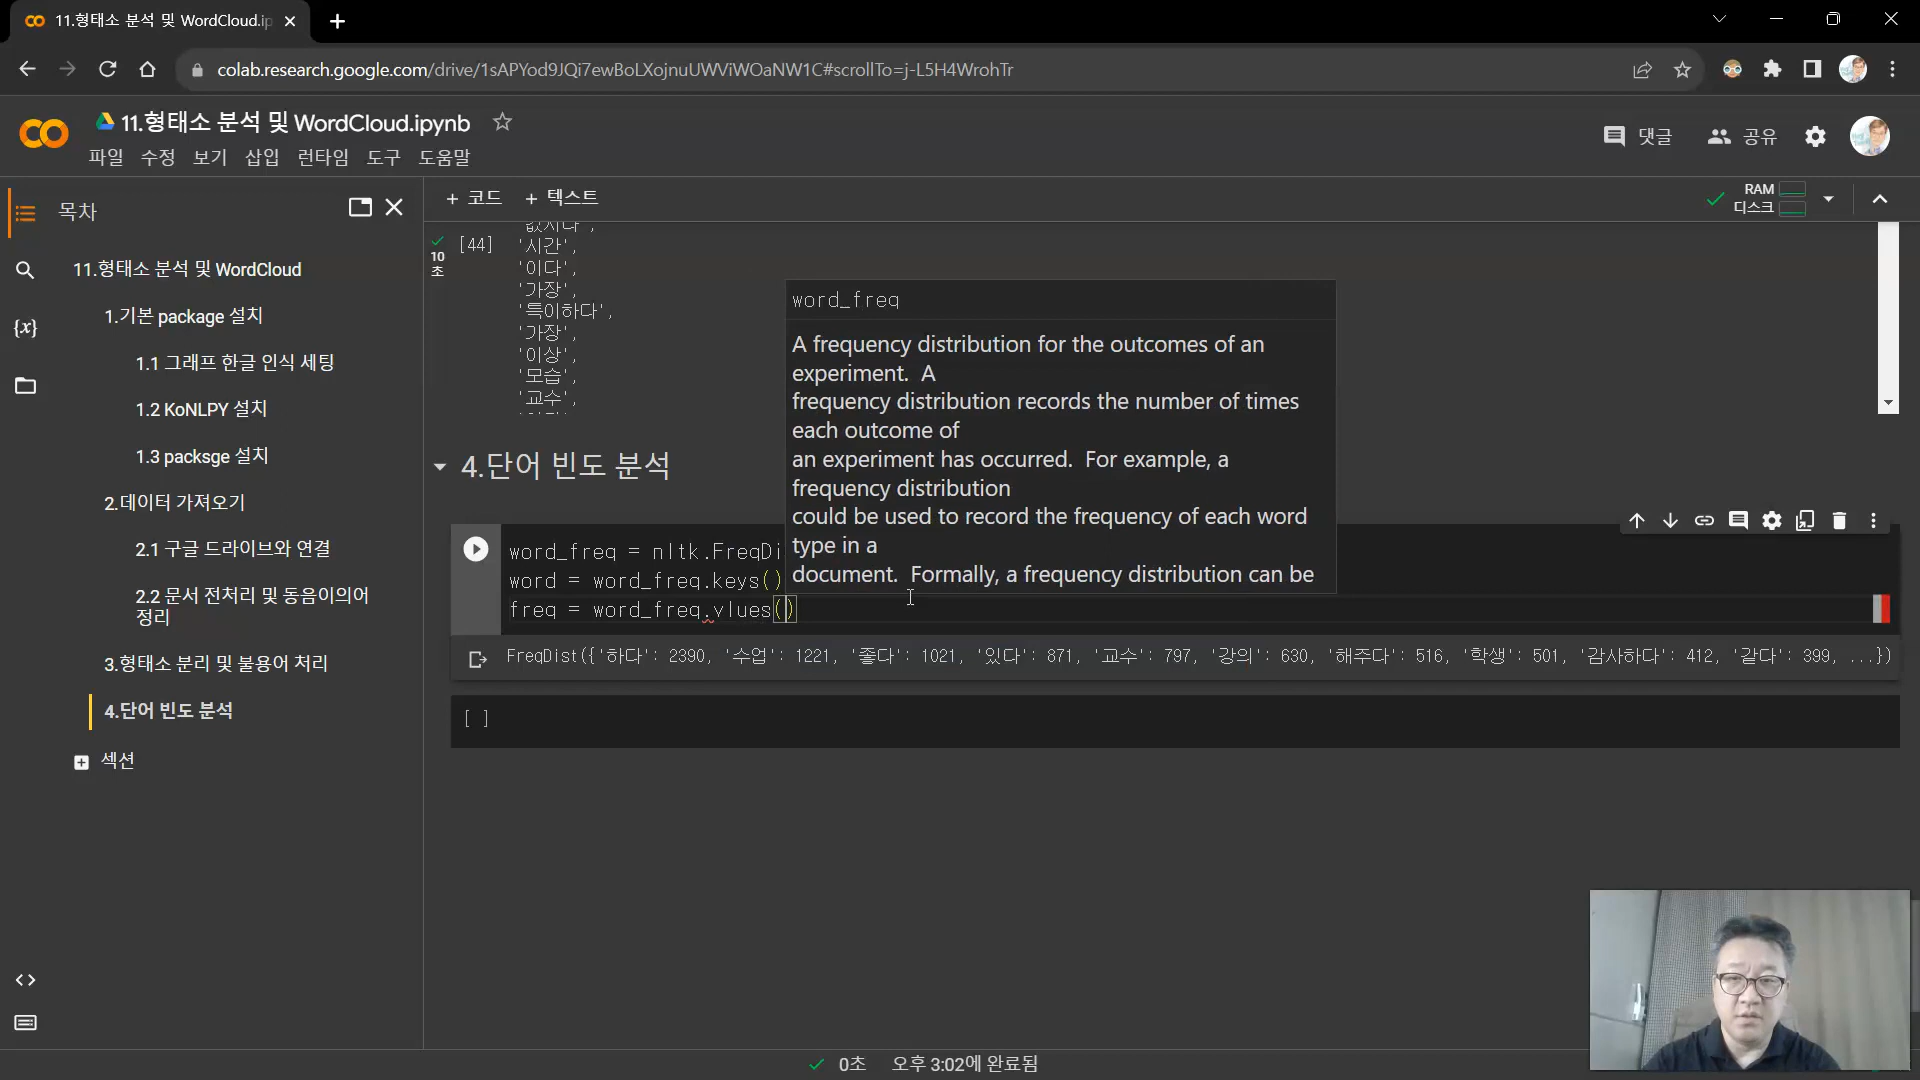 11.형태소 분석 및 WordCloud.ip
colab.research.google.com/drive/1sAPYod9JQi7ewBoLXojnuUWViWOaNW1C#scrollTo=j-L5H4WrohTr
11.형태소 분석 및 WordCloud.ipynb
파일 수정 보기 삽입 런타임 도구 도움말
댓글 공유
목차
+ 코드 + 텍스트
RAM
디스크
11.형태소 분석 및 WordCloud
1.기본 package 설치
1.1 그래프 한글 인식 세팅
1.2 KoNLPY 설치
1.3 packsge 설치
2.데이터 가져오기
2.1 구글 드라이브와 연결
2.2 문서 전처리 및 동음이의어
정리
3.형태소 분리 및 불용어 처리
4.단어 빈도 분석
섹션
10
초
[44]
'시간',
'이다',
'가장',
'특이하다',
'가장',
'이상',
'모습',
'교수',
word_freq
A frequency distribution for the outcomes of an
experiment. A
frequency distribution records the number of times
each outcome of
an experiment has occurred. For example, a
frequency distribution
could be used to record the frequency of each word
type in a
document. Formally, a frequency distribution can be
4.단어 빈도 분석
word_freq = nltk.FreqDi
word = word_freq.keys()
freq = word_freq.vlues()
FreqDist({'하다': 2390, '수업': 1221, '좋다': 1021, '있다': 871, '교수': 797, '강의': 630, '해주다': 516, '학생': 501, '감사하다': 412, '같다': 399, ...})
[ ]
0초 오후 3:02에 완료됨